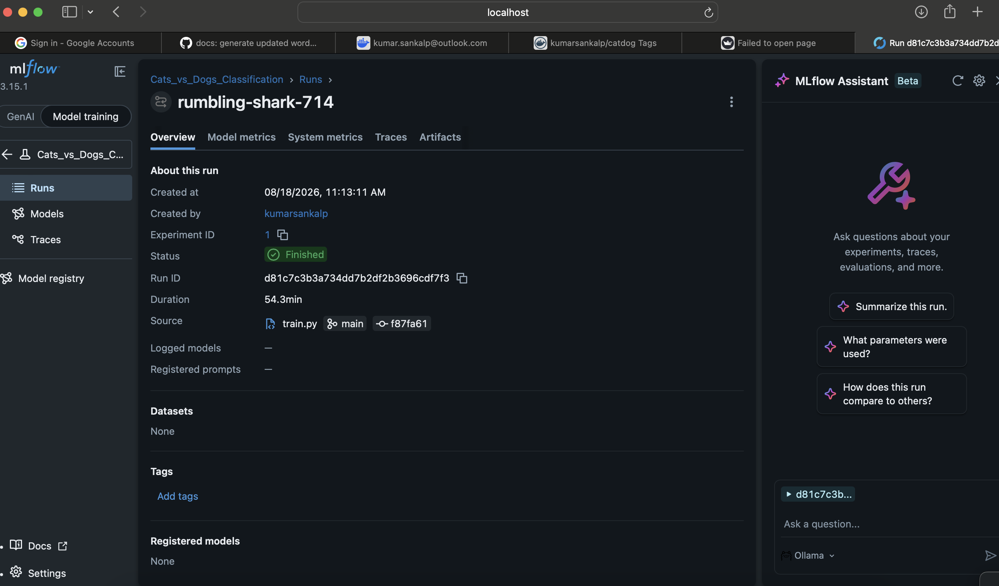 localhost
Sign in - Google Accounts
docs: generate updated word...
kumar.sankalp@outlook.com
kumarsankalp/catdog Tags
Failed to open page
Run d81c7c3b3a734dd7b2d
mlflow
3.15.1
GenAI
Model training
Cats_vs_Dogs_C...
Runs
Models
Traces
Model registry
Docs
Settings
Cats_vs_Dogs_Classification › Runs ›
rumbling-shark-714
Overview Model metrics System metrics Traces Artifacts
About this run
Created at 08/18/2026, 11:13:11 AM
Created by kumarsankalp
Experiment ID 1
Status Finished
Run ID d81c7c3b3a734dd7b2df2b3696cdf7f3
Duration 54.3min
Source train.py main f87fa61
Logged models —
Registered prompts —
Datasets
None
Tags
Add tags
Registered models
None
MLflow Assistant Beta
Ask questions about your
experiments, traces,
evaluations, and more.
Summarize this run.
What parameters were
used?
How does this run
compare to others?
d81c7c3b...
Ask a question...
Ollama